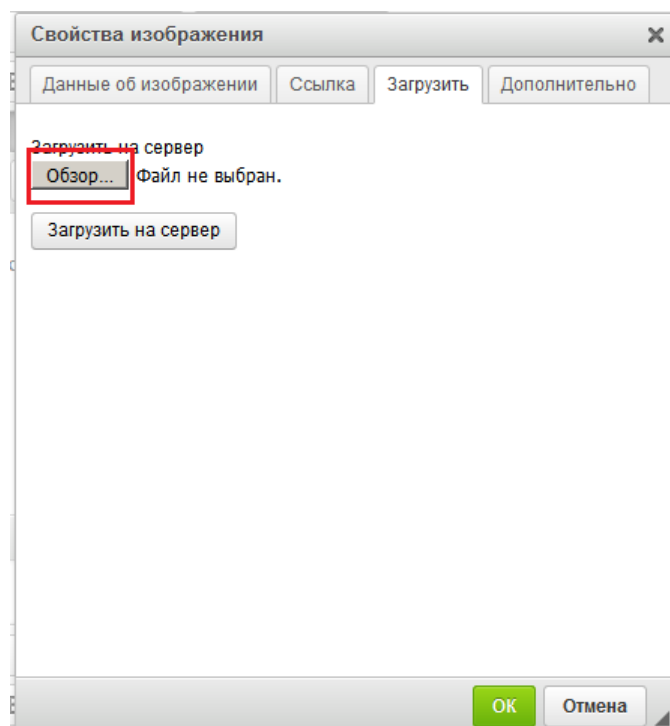 Свойства изображения
Данные об изображении Ссылка Загрузить Дополнительно
Загрузить на сервер
Обзор... Файл не выбран.
Загрузить на сервер
ОК Отмена